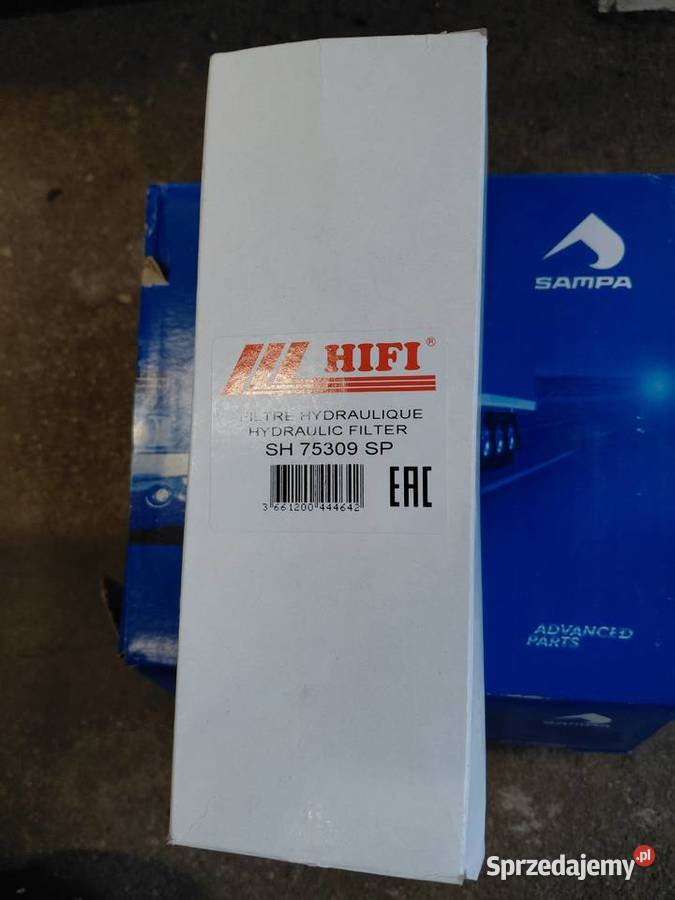 SAMPA
HIFI®
FILTRE HYDRAULIQUE
HYDRAULIC FILTER
SH 75309 SP
3 661200 444642
EAC
ADVANCED
PARTS
Sprzedajemy.pl